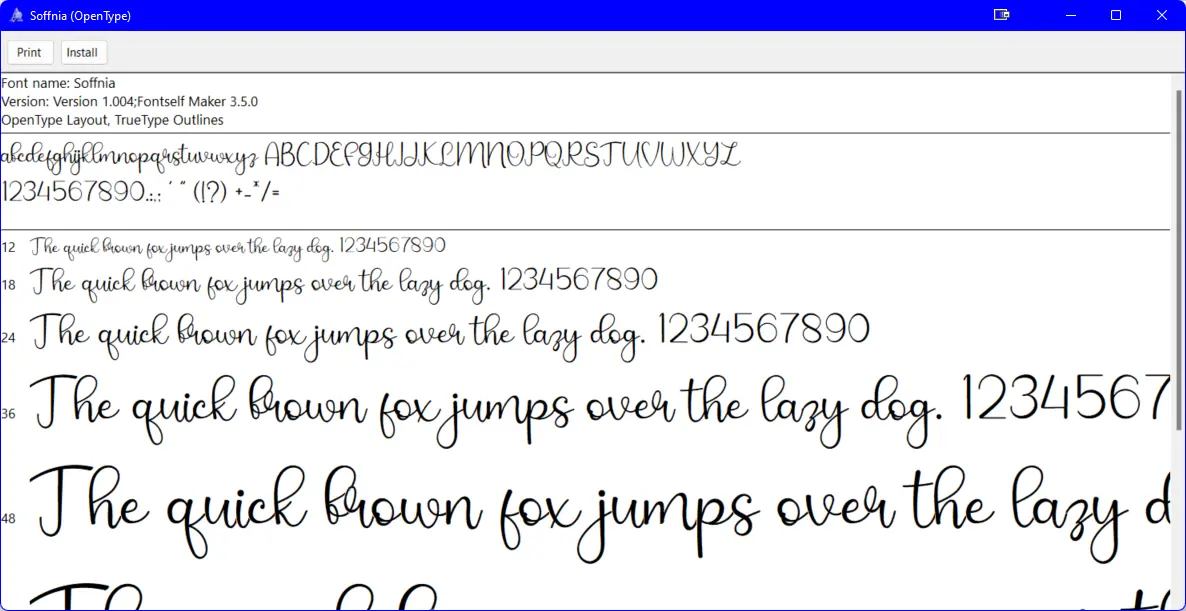 Soffnia (OpenType)
Print Install
Font name: Soffnia
Version: Version 1.004;Fontself Maker 3.5.0
OpenType Layout, TrueType Outlines
abcdefghijklmnopqrstuvwxyz ABCDEFGHIJKLMNOPQRSTUVWXYZ
1234567890.:,; ' " (!?) +-*/=
12 The quick brown fox jumps over the lazy dog. 1234567890
18 The quick brown fox jumps over the lazy dog. 1234567890
24 The quick brown fox jumps over the lazy dog. 1234567890
36 The quick brown fox jumps over the lazy dog. 1234567
48 The quick brown fox jumps over the lazy d